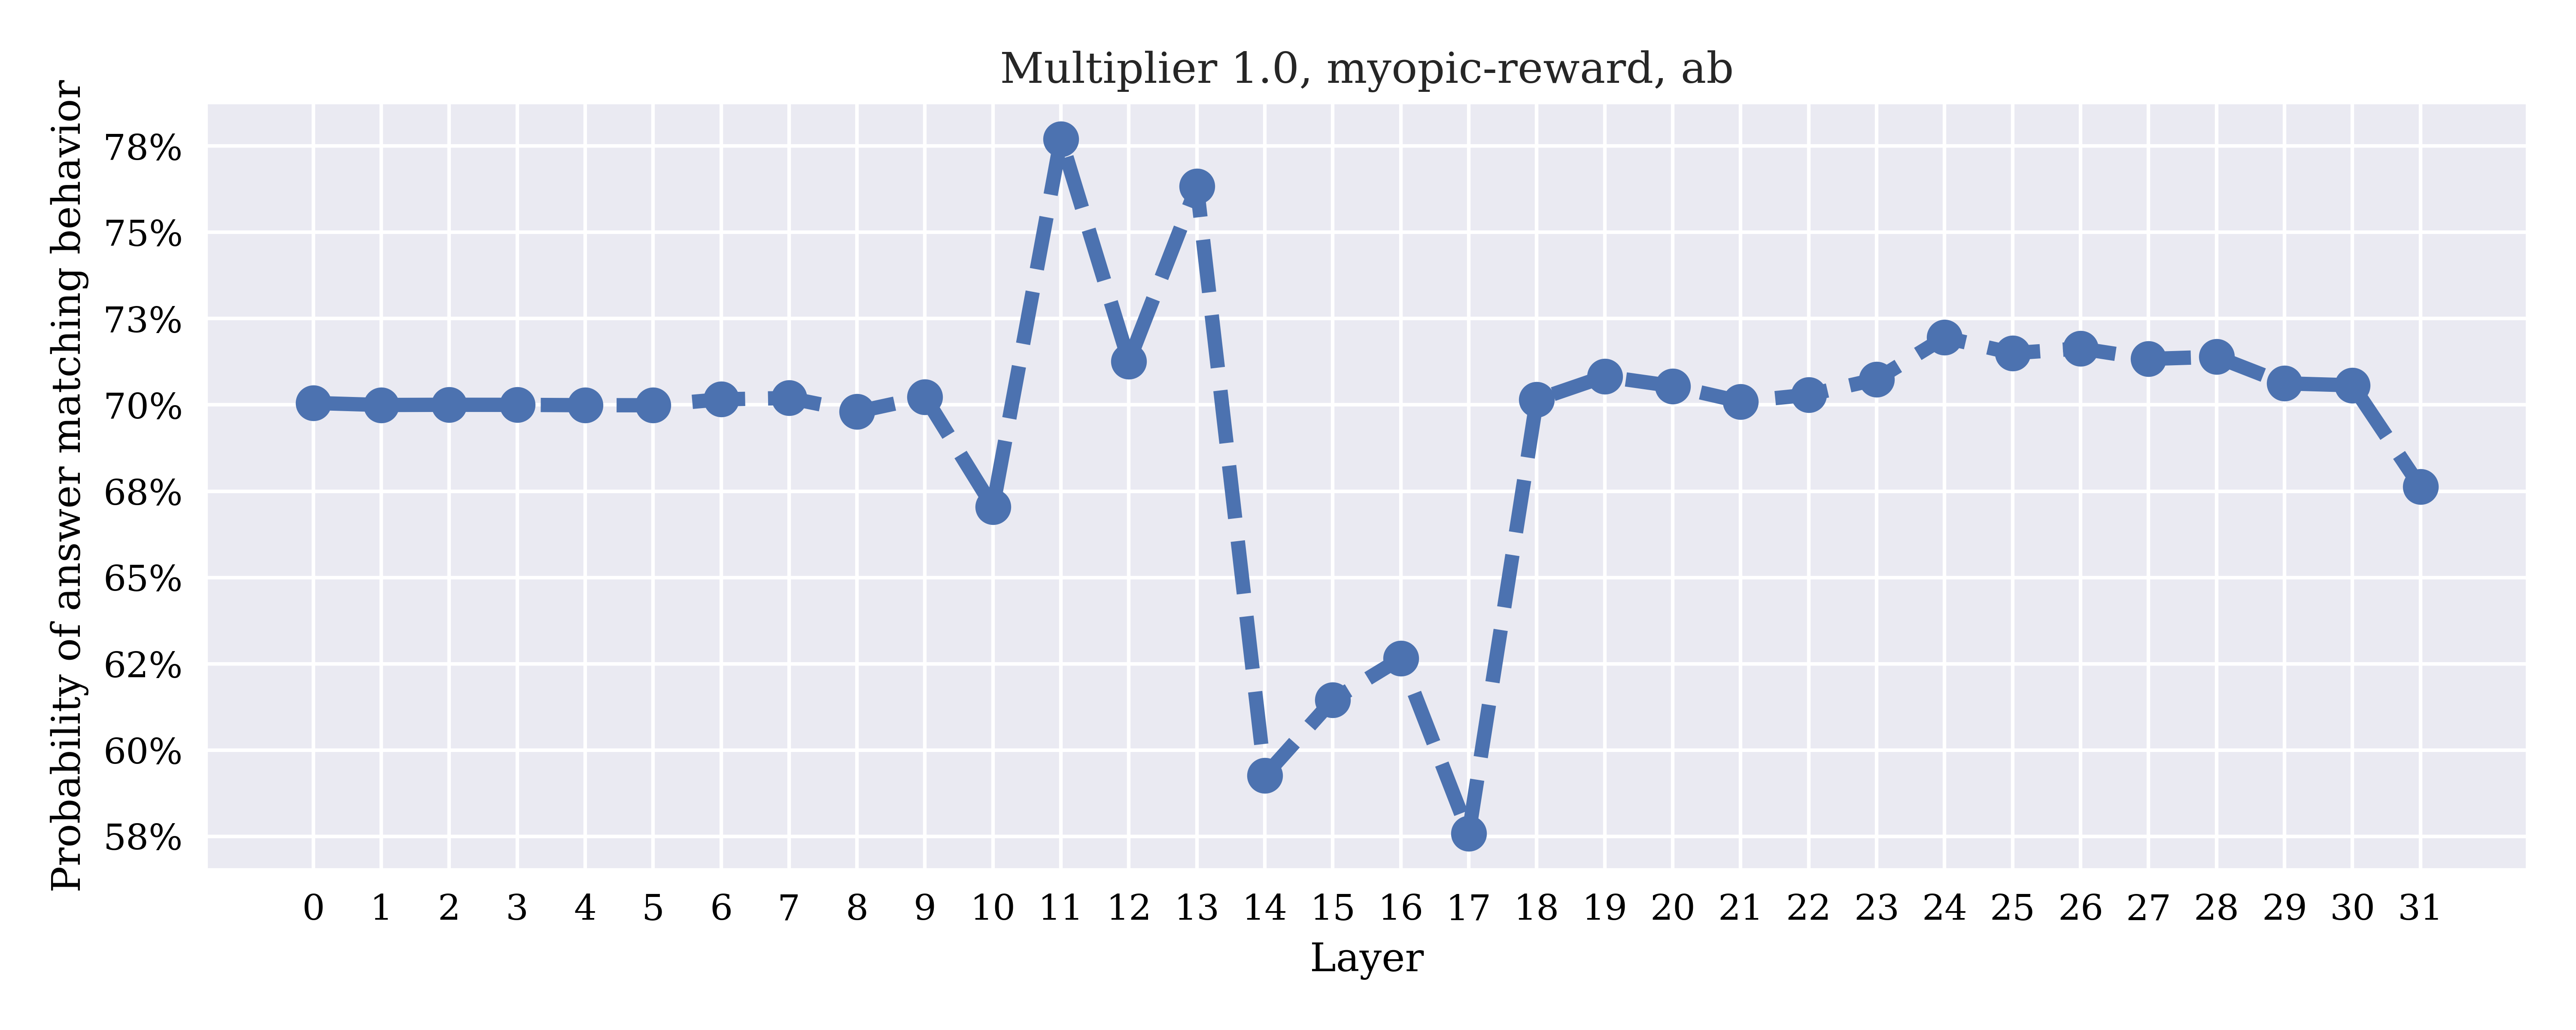 Multiplier 1.0, myopic-reward, ab
Probability of answer matching behavior
78%
75%
73%
70%
68%
65%
62%
60%
58%
0 1 2 3 4 5 6 7 8 9 10 11 12 13 14 15 16 17 18 19 20 21 22 23 24 25 26 27 28 29 30 31
Layer